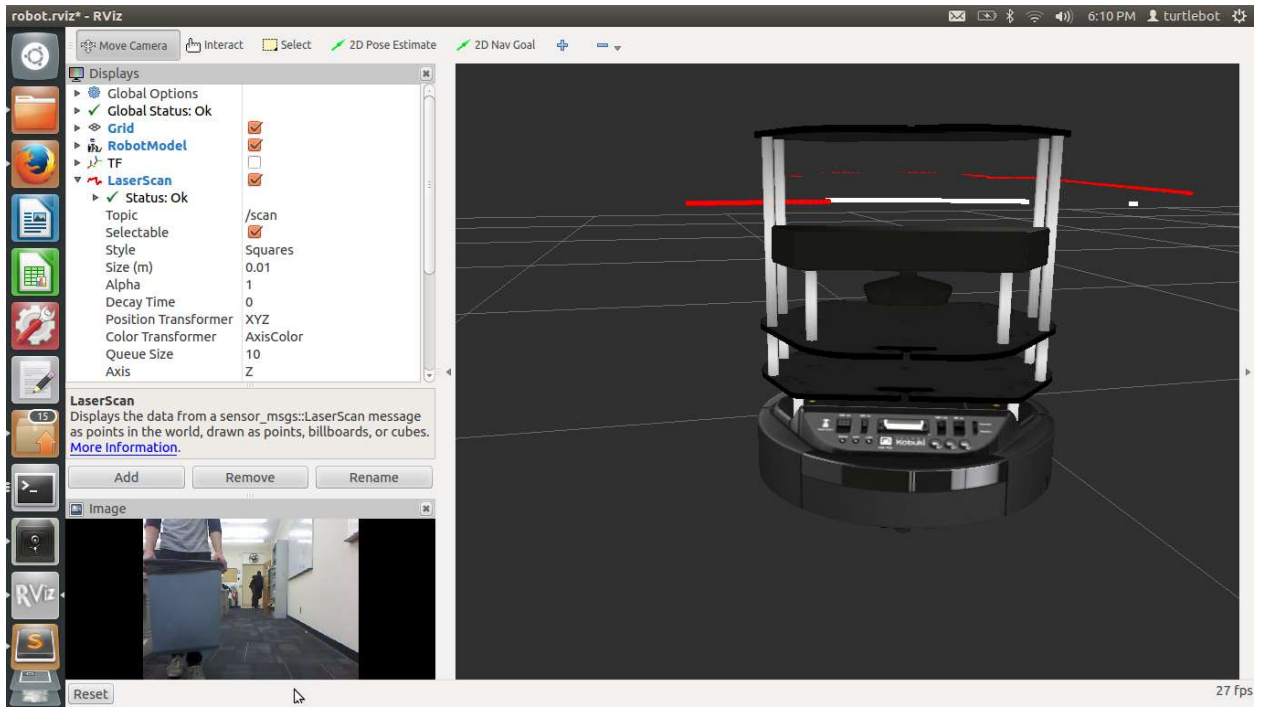 robot.rviz* - RViz
6:10 PM turtlebot
Move Camera Interact Select 2D Pose Estimate 2D Nav Goal
Displays
Global Options
Global Status: Ok
Grid
RobotModel
TF
LaserScan
Status: Ok
Topic /scan
Selectable
Style Squares
Size (m) 0.01
Alpha 1
Decay Time 0
Position Transformer XYZ
Color Transformer AxisColor
Queue Size 10
Axis Z
LaserScan
Displays the data from a sensor_msgs::LaserScan message
as points in the world, drawn as points, billboards, or cubes.
More Information.
Add Remove Rename
Image
Reset
27 fps
15
RViz
Kobuki